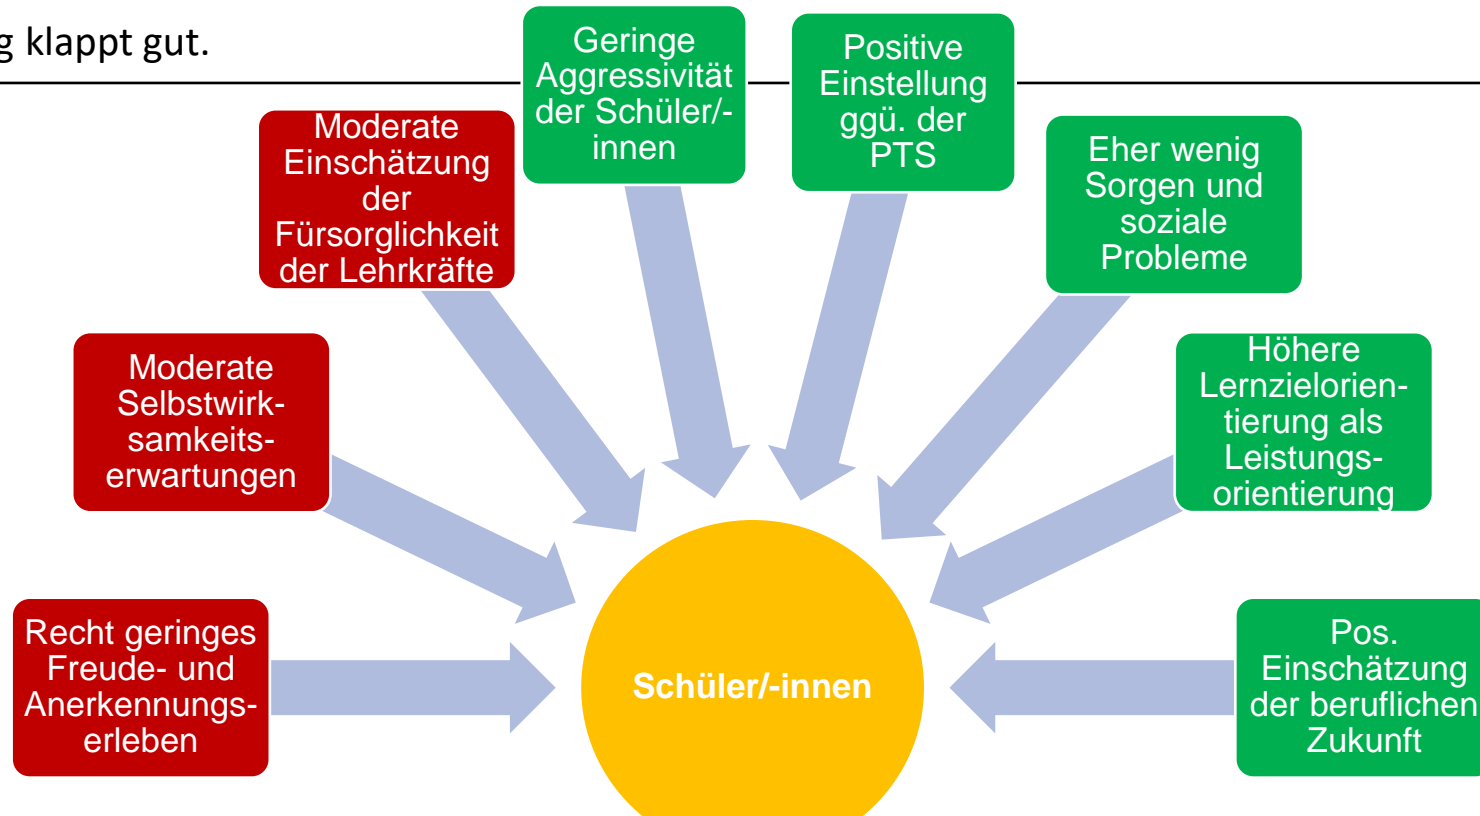 g klappt gut.
Geringe
Aggressivität
der Schüler/-
innen
Positive
Einstellung
ggü. der
PTS
Moderate
Einschätzung
der
Fürsorglichkeit
der Lehrkräfte
Eher wenig
Sorgen und
soziale
Probleme
Moderate
Selbstwirk-
samkeits-
erwartungen
Höhere
Lernzielorien-
tierung als
Leistungs-
orientierung
Recht geringes
Freude- und
Anerkennungs-
erleben
Schüler/-innen
Pos.
Einschätzung
der beruflichen
Zukunft